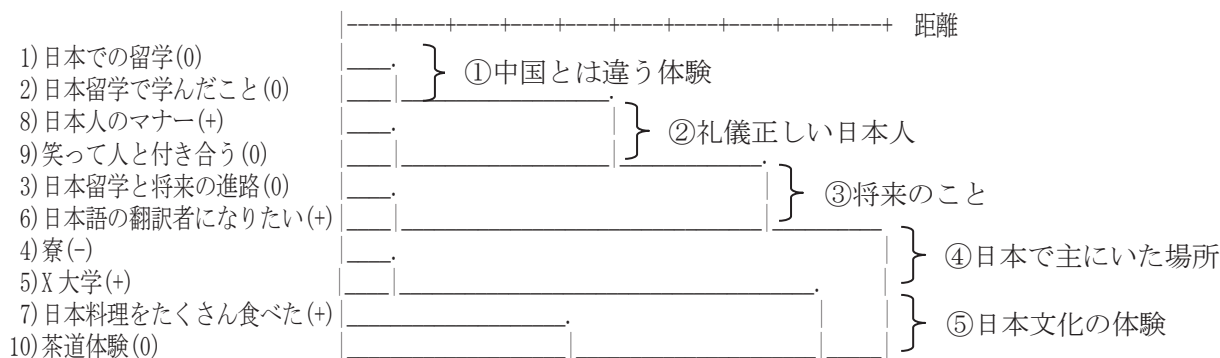 距離
1)日本での留学(0)
①中国とは違う体験
2)日本留学で学んだこと(0)
8)日本人のマナー(+)
②礼儀正しい日本人
9)笑って人と付き合う(0)
3)日本留学と将来の進路(0)
③将来のこと
6)日本語の翻訳者になりたい(+)
4)寮(-)
④日本で主にいた場所
5)X大学(+)
7)日本料理をたくさん食べた(+)
⑤日本文化の体験
10)茶道体験(0)